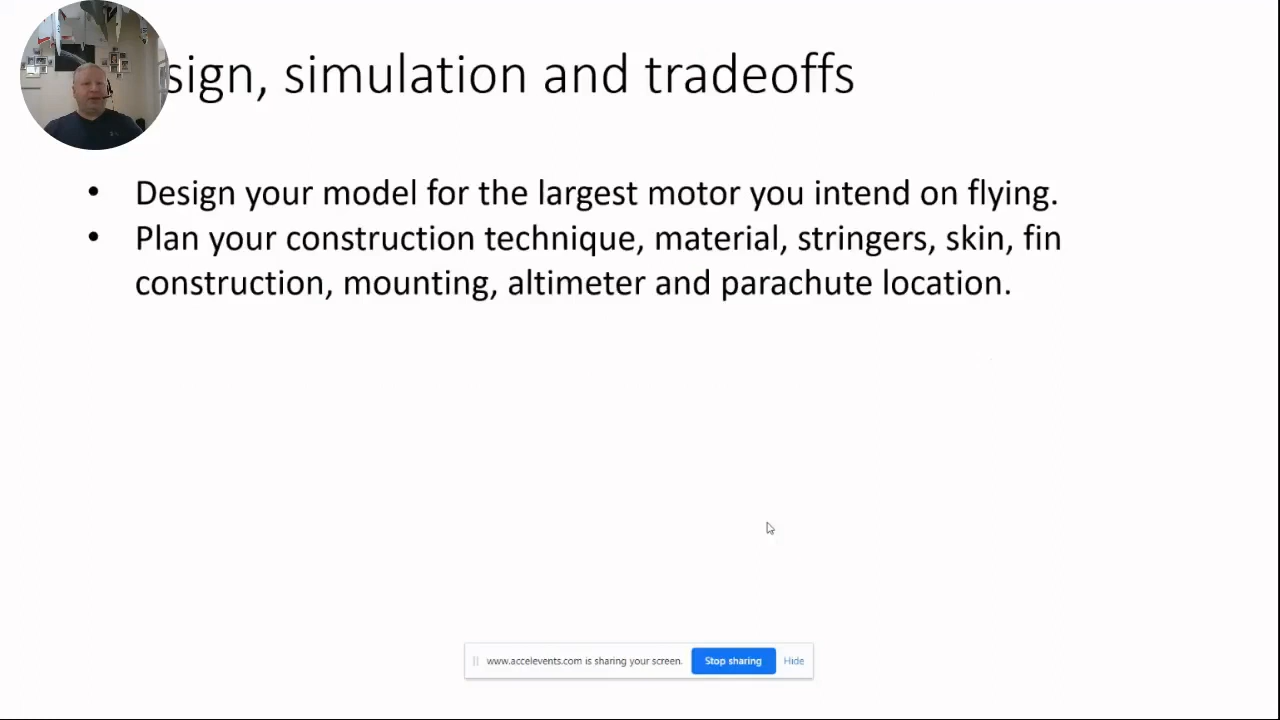 sign, simulation and tradeoffs
• Design your model for the largest motor you intend on flying.
• Plan your construction technique, material, stringers, skin, fin
construction, mounting, altimeter and parachute location.
www.accelevents.com is sharing your screen. Stop sharing Hide